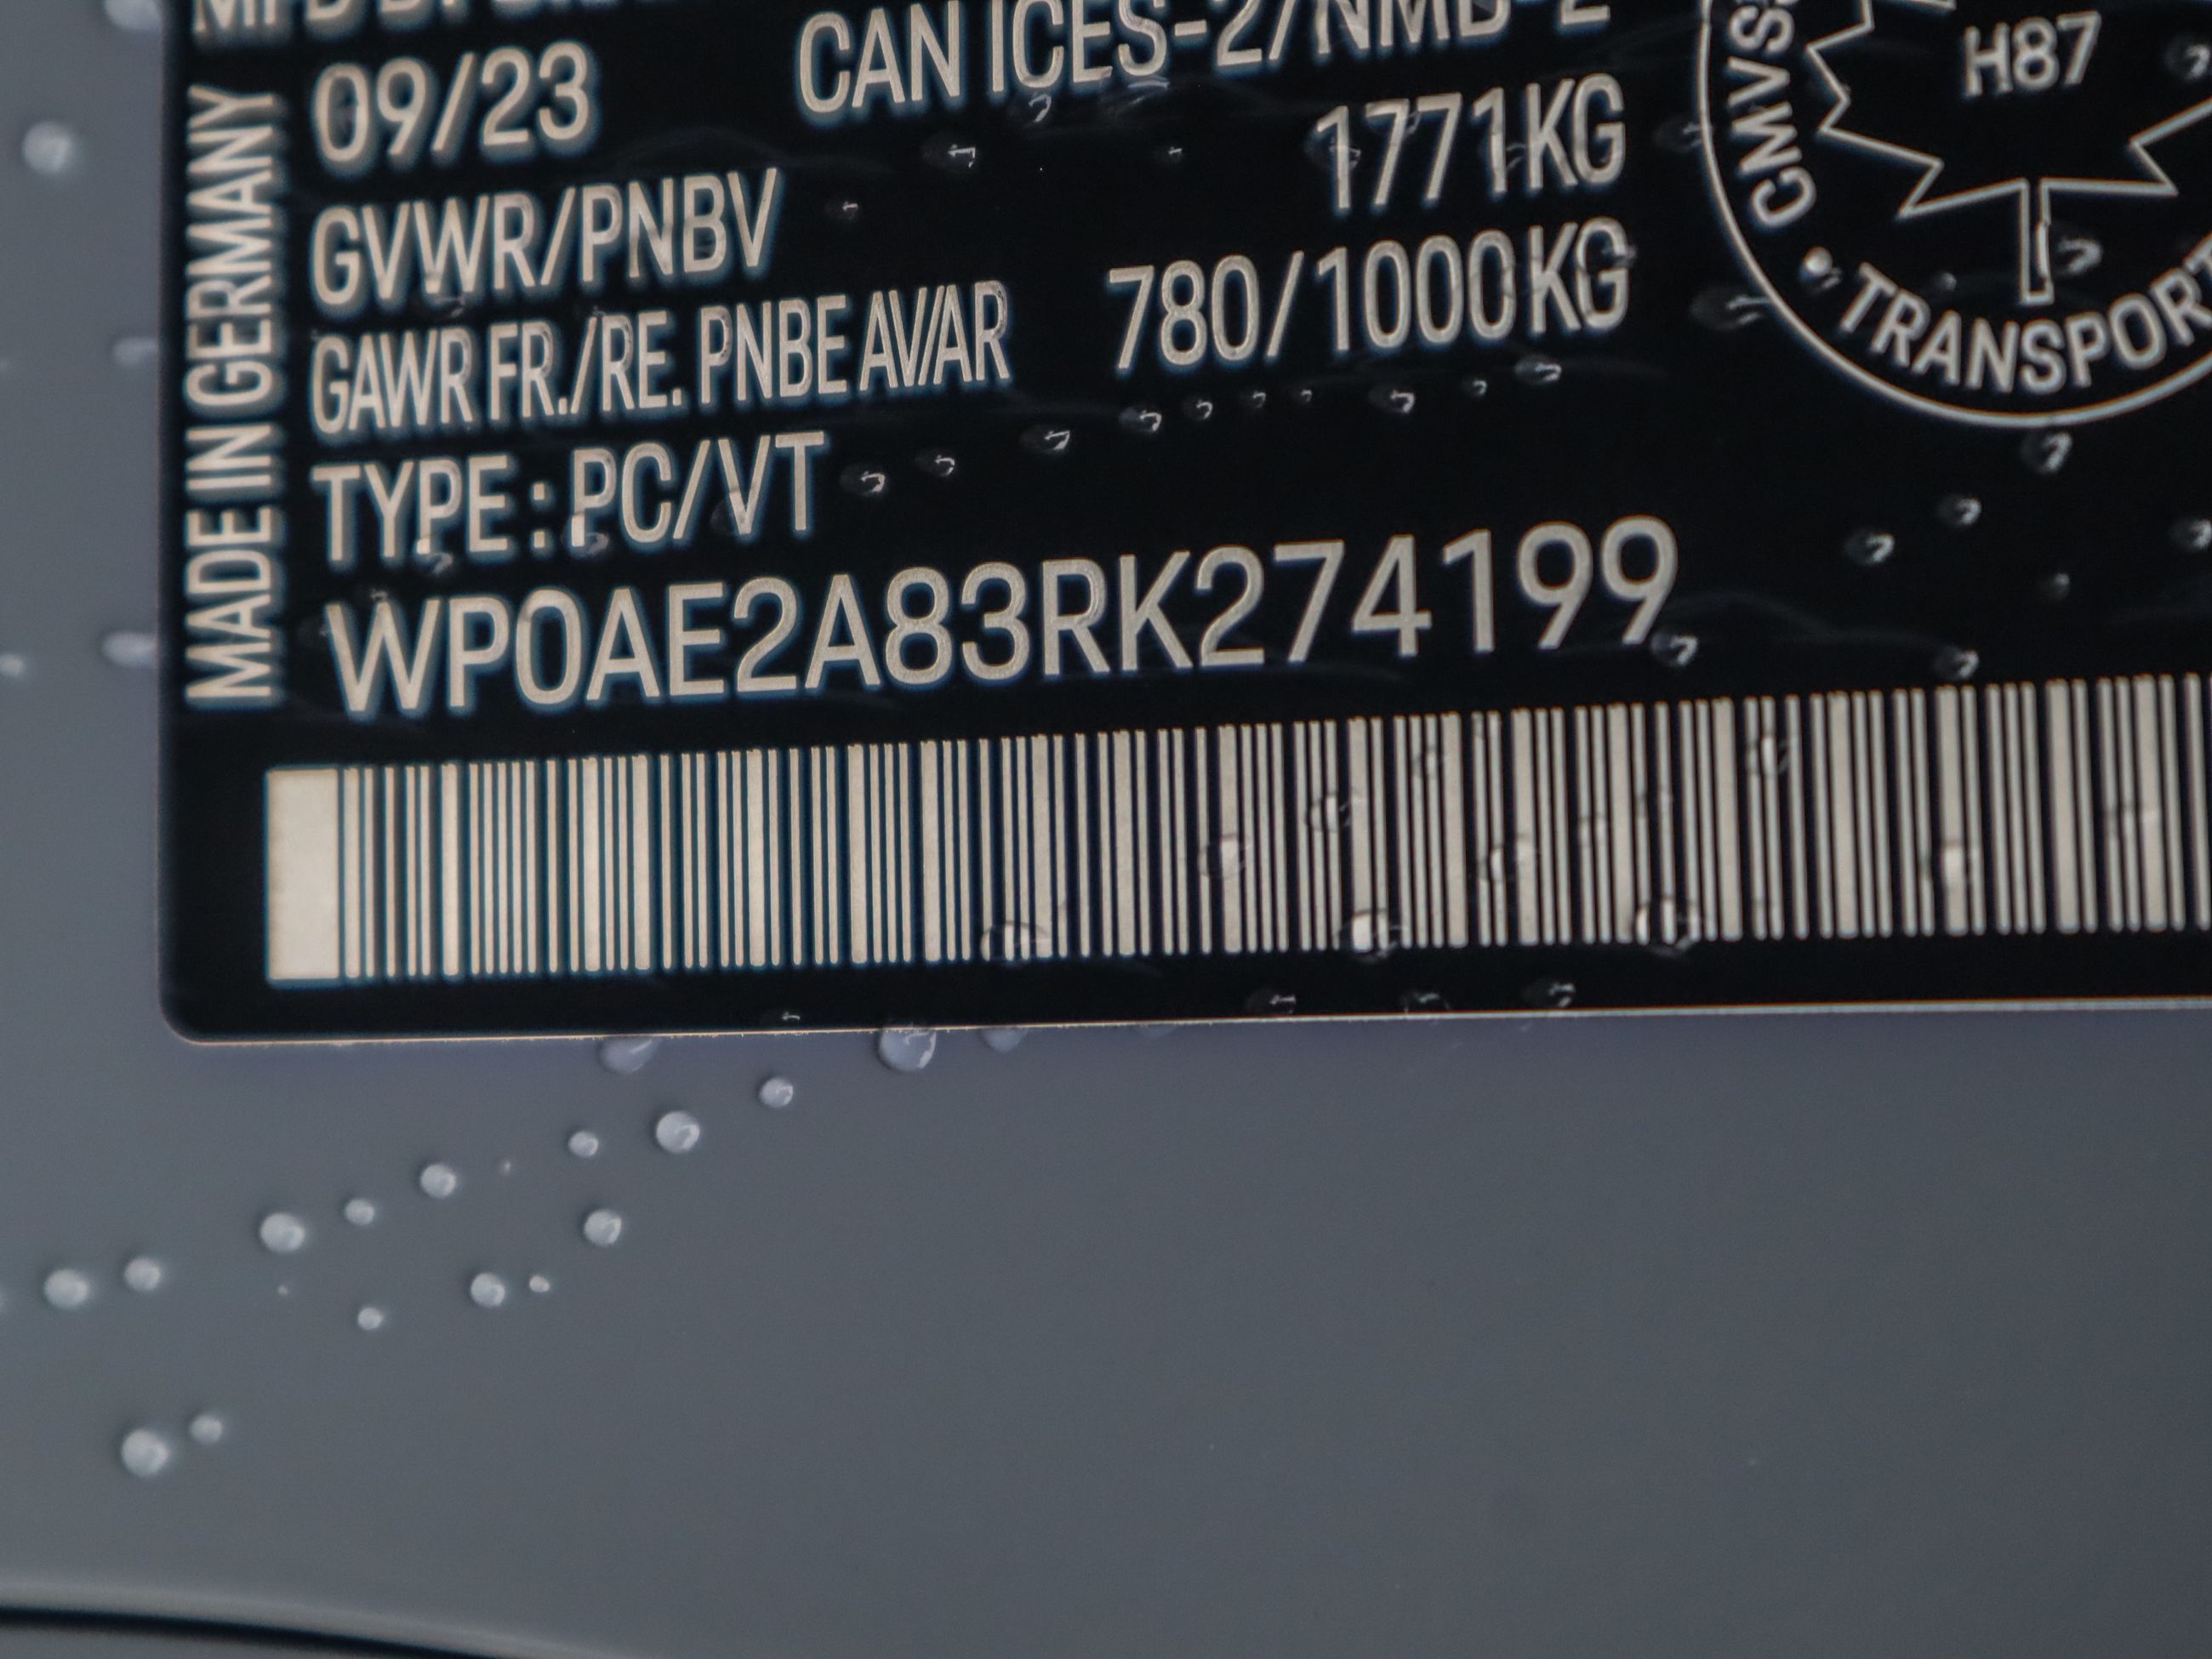 09/23 CAN ICES-2/NMB-2
GVWR/PNBV 1771KG
GAWR FR./RE. PNBE AV/AR 780/1000KG
TYPE : PC/VT
WP0AE2A83RK274199
MADE IN GERMANY
H87
TRANSPORT